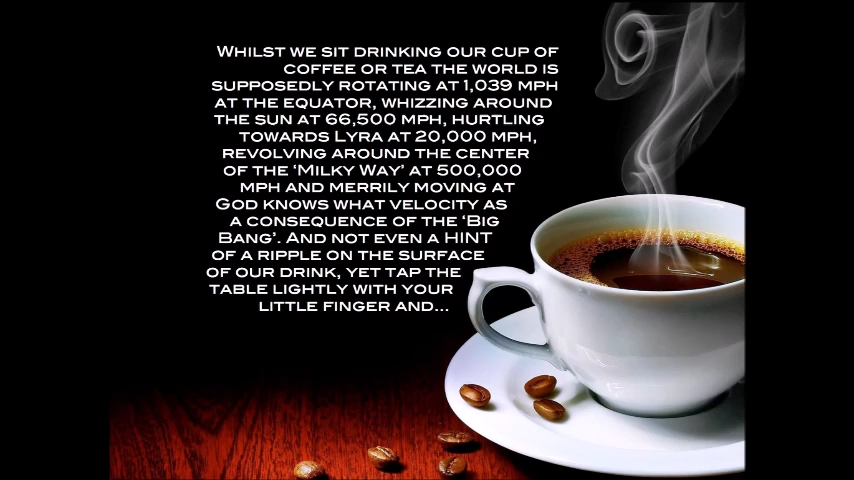 Whilst we sit drinking our cup of
coffee or tea the world is
supposedly rotating at 1,039 mph
at the equator, whizzing around
the sun at 66,500 mph, hurtling
towards Lyra at 20,000 mph,
revolving around the center
of the ‘Milky Way’ at 500,000
mph and merrily moving at
God knows what velocity as
a consequence of the ‘Big
Bang’. And not even a HINT
of a ripple on the surface
of our drink, yet tap the
table lightly with your
little finger and...